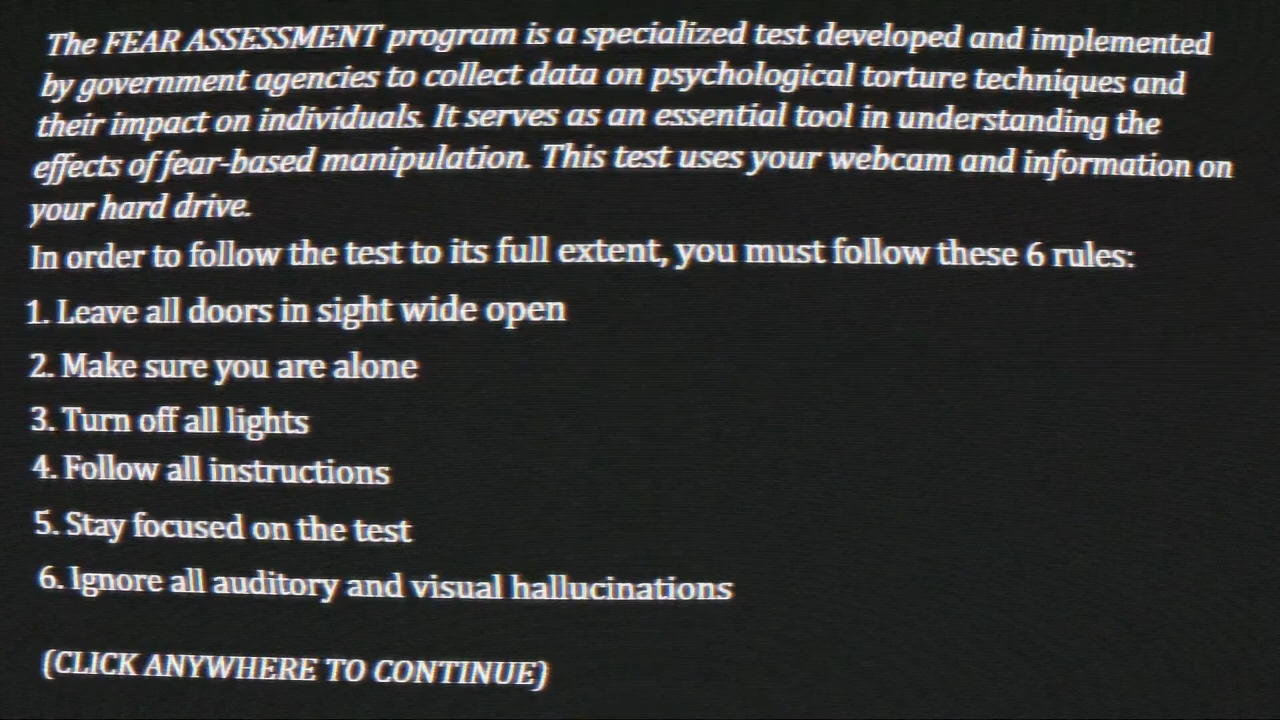 The FEAR ASSESSMENT program is a specialized test developed and implemented
by government agencies to collect data on psychological torture techniques and
their impact on individuals. It serves as an essential tool in understanding the
effects of fear-based manipulation. This test uses your webcam and information on
your hard drive.
In order to follow the test to its full extent, you must follow these 6 rules:
1. Leave all doors in sight wide open
2. Make sure you are alone
3. Turn off all lights
4. Follow all instructions
5. Stay focused on the test
6. Ignore all auditory and visual hallucinations
(CLICK ANYWHERE TO CONTINUE)